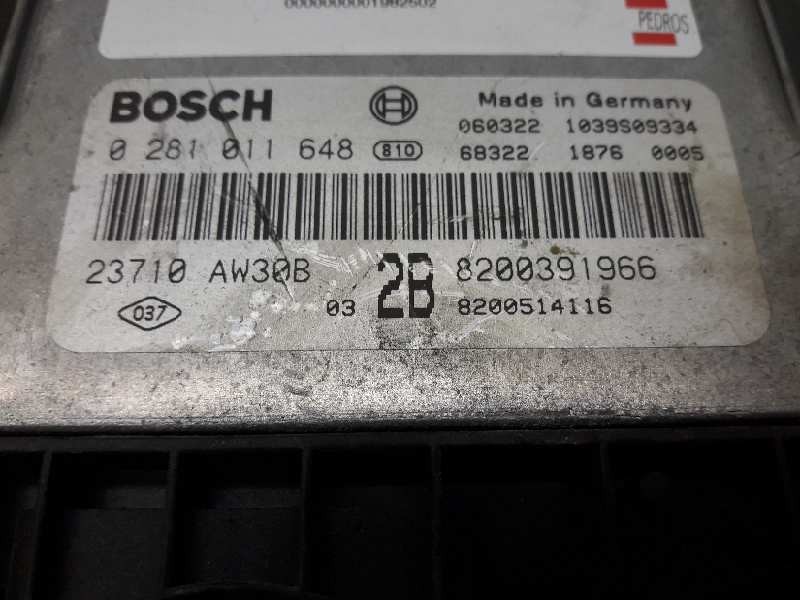 PEDROS
BOSCH
Made in Germany
060322 1039S09334
0 281 011 648 810
68322 1876 0005
23710 AW30B 2B 8200391966
037 03 8200514116